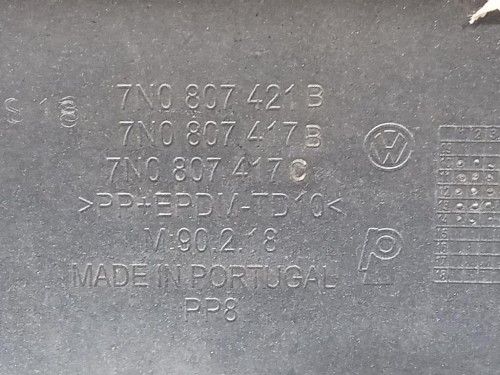 7N0 807 421 B
S 18 7N0 807 417 B
7N0 807 417 C
>PP+EPDM-TD10<
M.90.2.18
MADE IN PORTUGAL
PP8